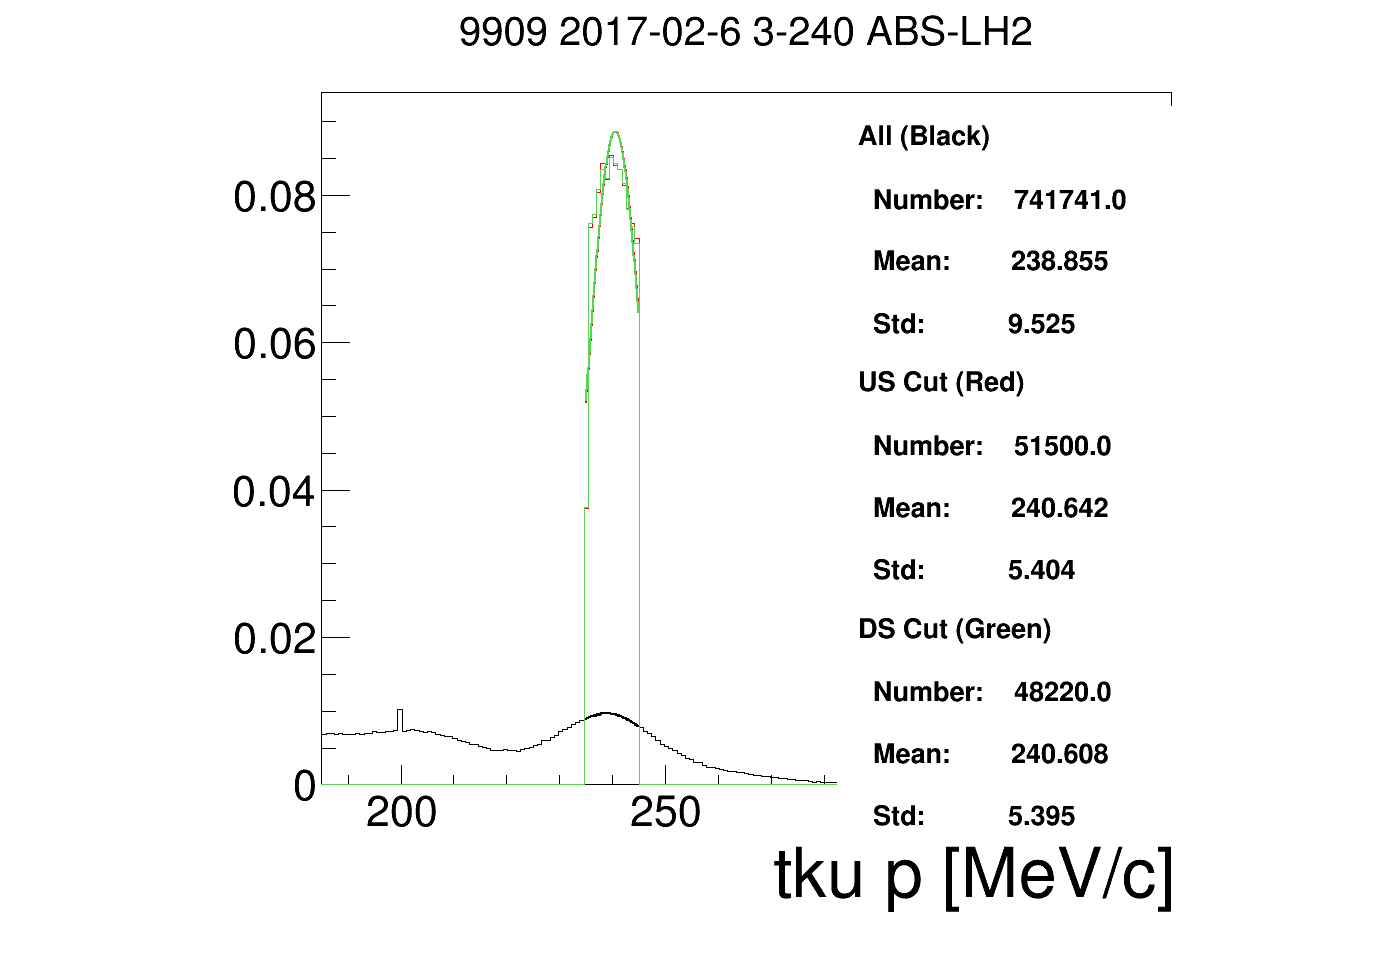 9909 2017-02-6 3-240 ABS-LH2
All (Black)
Number: 741741.0
Mean: 238.855
Std: 9.525
US Cut (Red)
Number: 51500.0
Mean: 240.642
Std: 5.404
DS Cut (Green)
Number: 48220.0
Mean: 240.608
Std: 5.395
0.08
0.06
0.04
0.02
0
200 250
tku p [MeV/c]